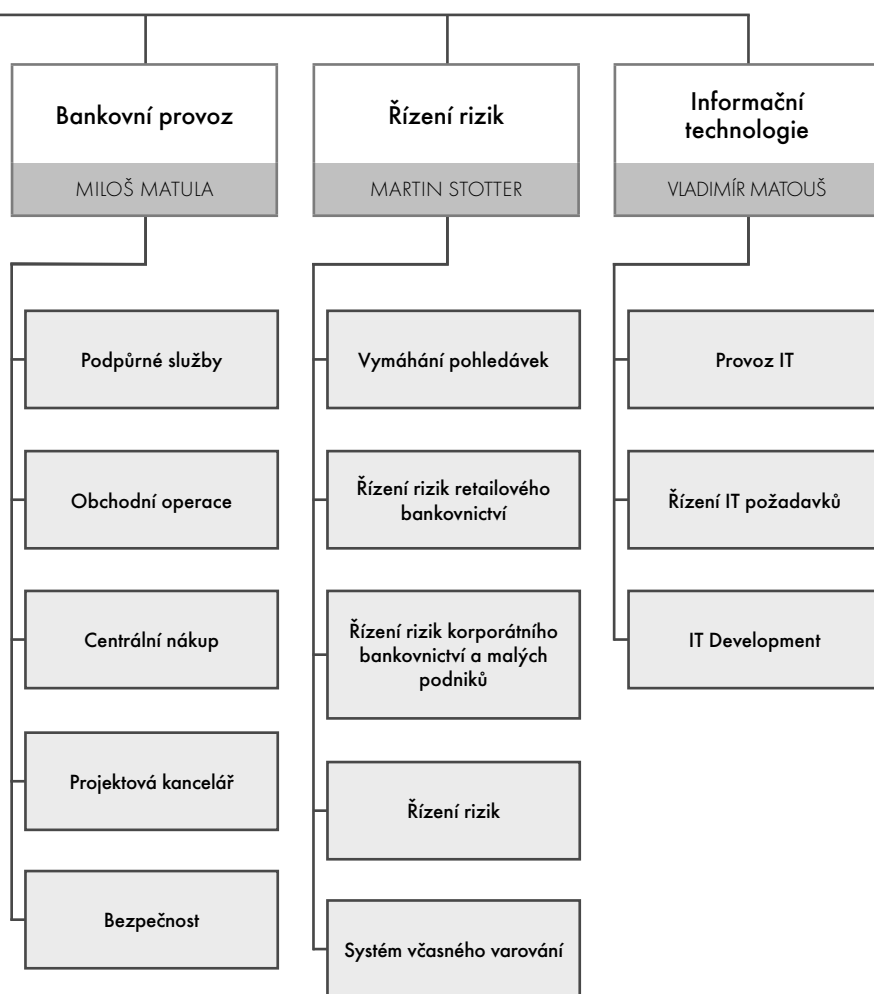 Bankovní provoz
MILOŠ MATULA
Podpůrné služby
Obchodní operace
Centrální nákup
Projektová kancelář
Bezpečnost
Řízení rizik
MARTIN STOTTER
Vymáhání pohledávek
Řízení rizik retailového
bankovnictví
Řízení rizik korporátního
bankovnictví a malých
podniků
Řízení rizik
Systém včasného varování
Informační
technologie
VLADIMÍR MATOUŠ
Provoz IT
Řízení IT požadavků
IT Development